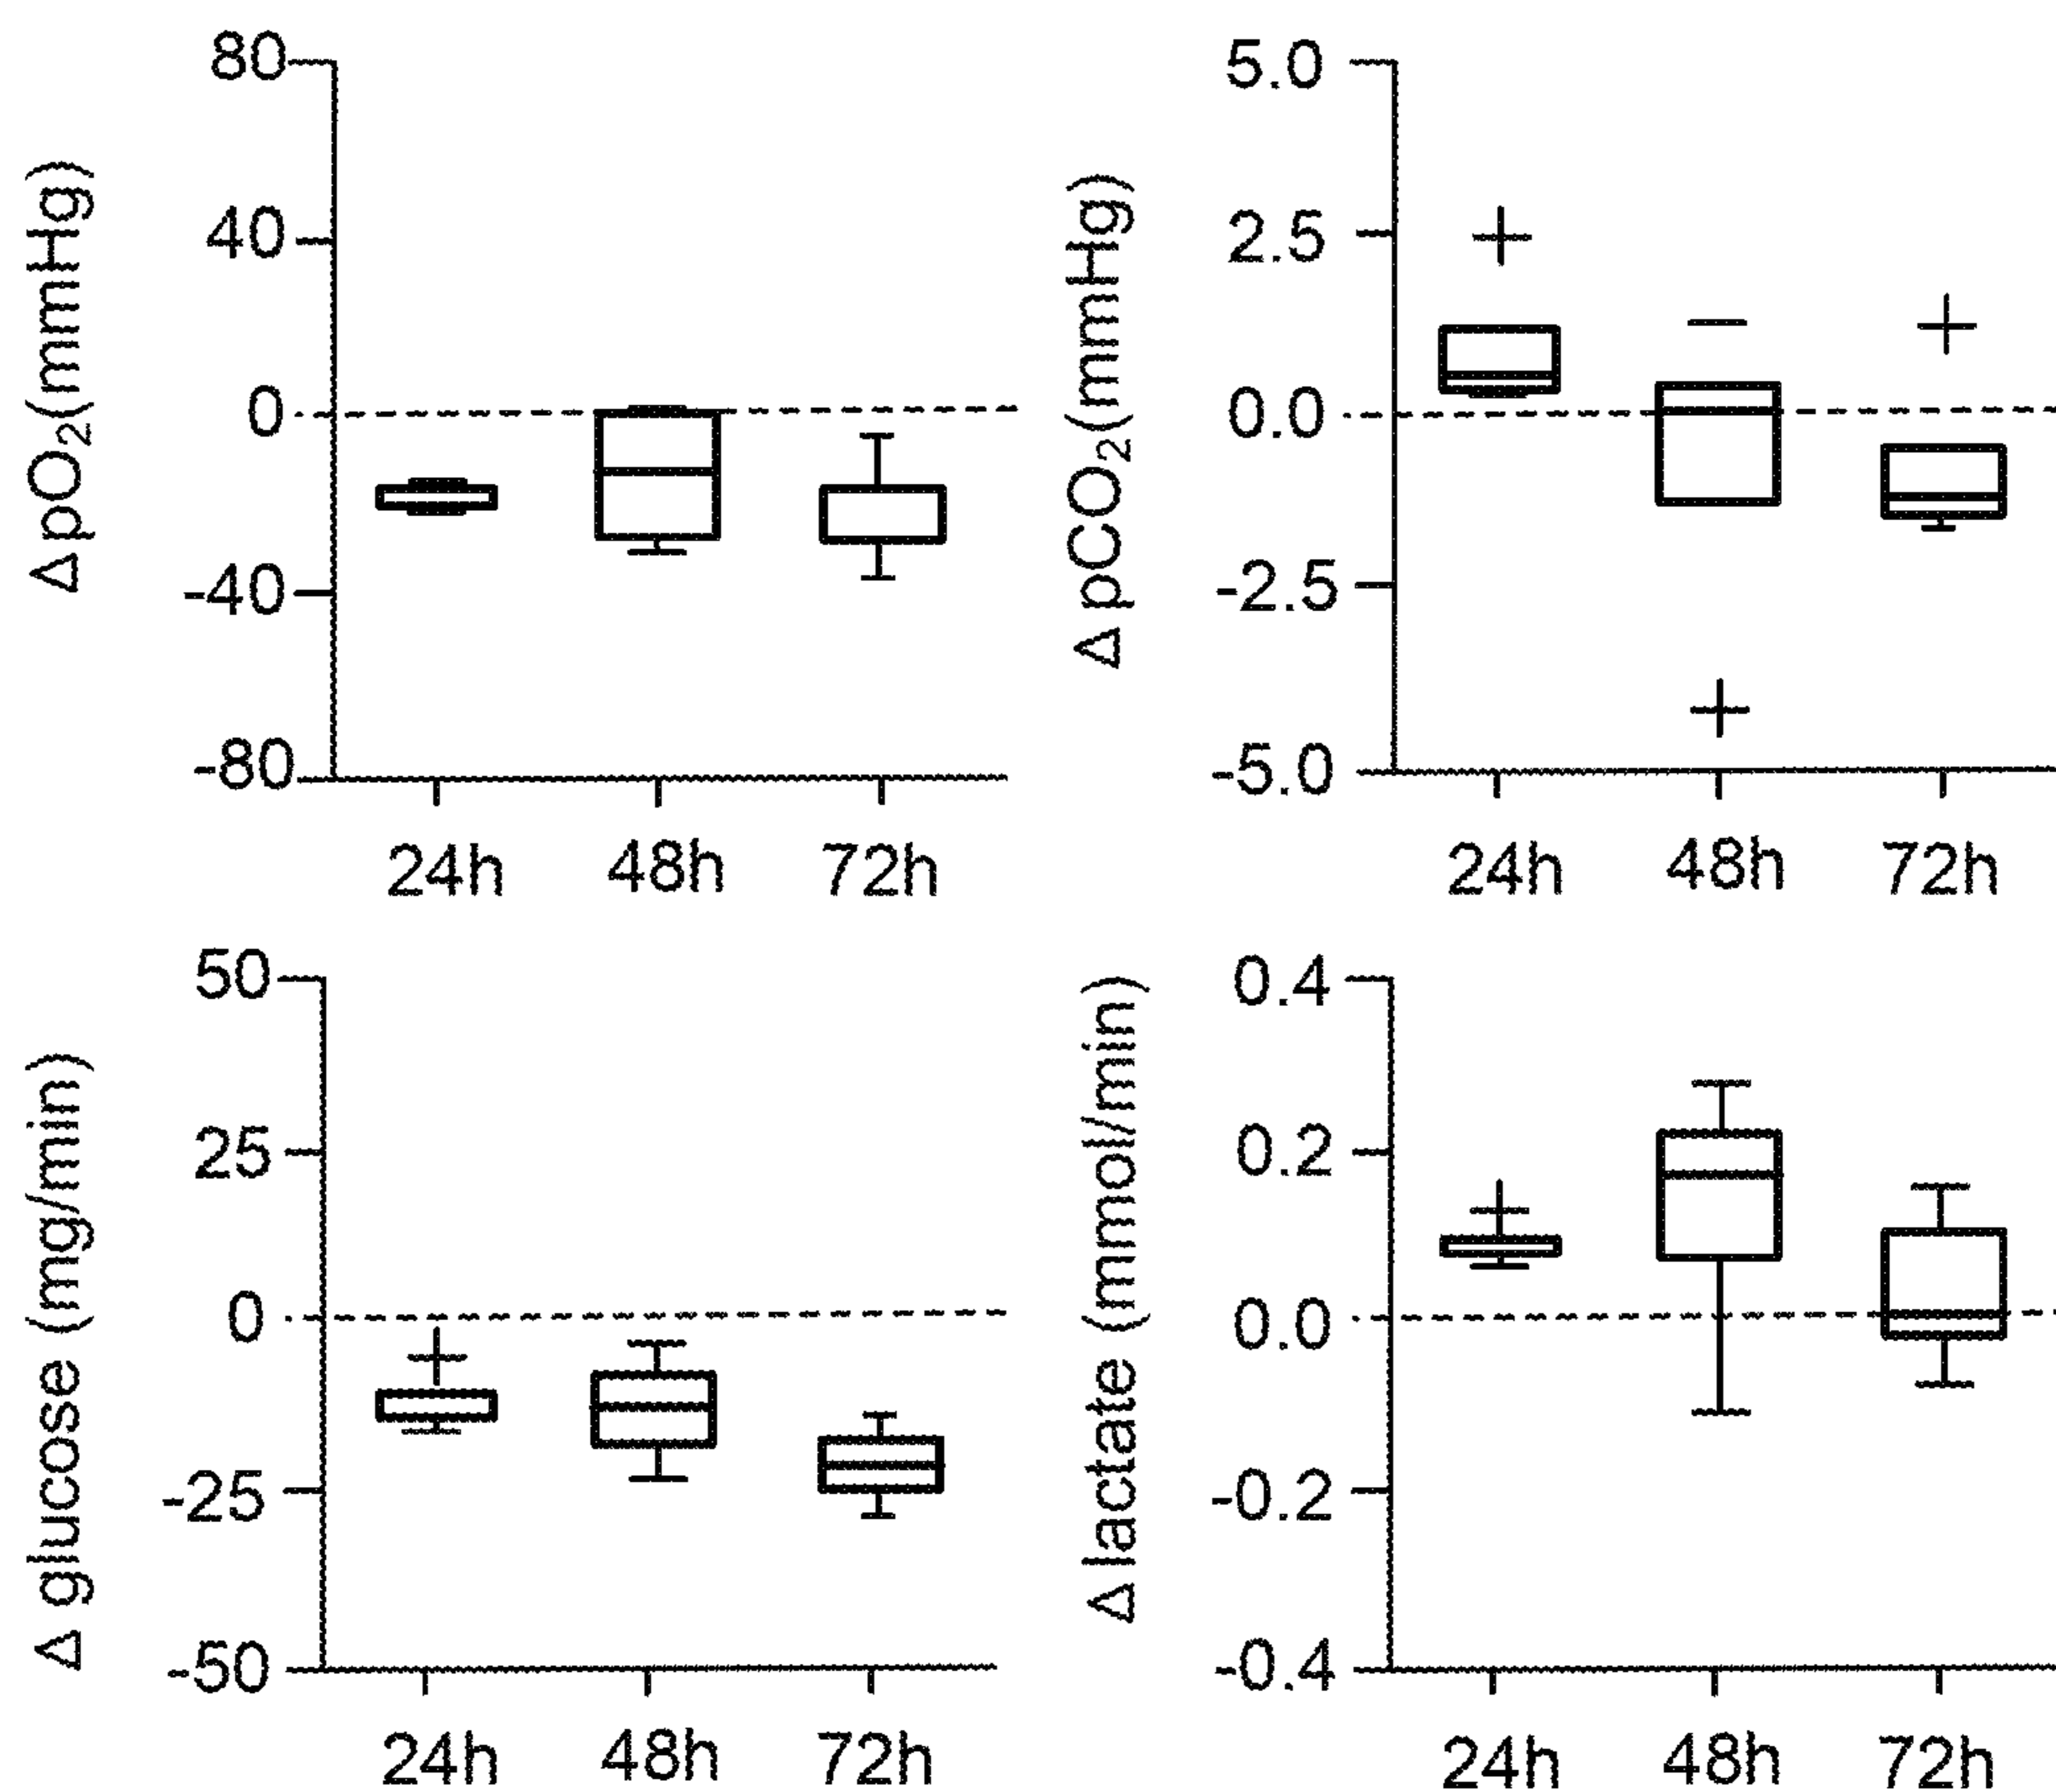 Δ pO₂(mmHg)
80
40
0
-40
-80
24h 48h 72h
Δ pCO₂(mmHg)
5.0
2.5
0.0
-2.5
-5.0
24h 48h 72h
Δ glucose (mg/min)
50
25
0
-25
-50
24h 48h 72h
Δ lactate (mmol/min)
0.4
0.2
0.0
-0.2
-0.4
24h 48h 72h